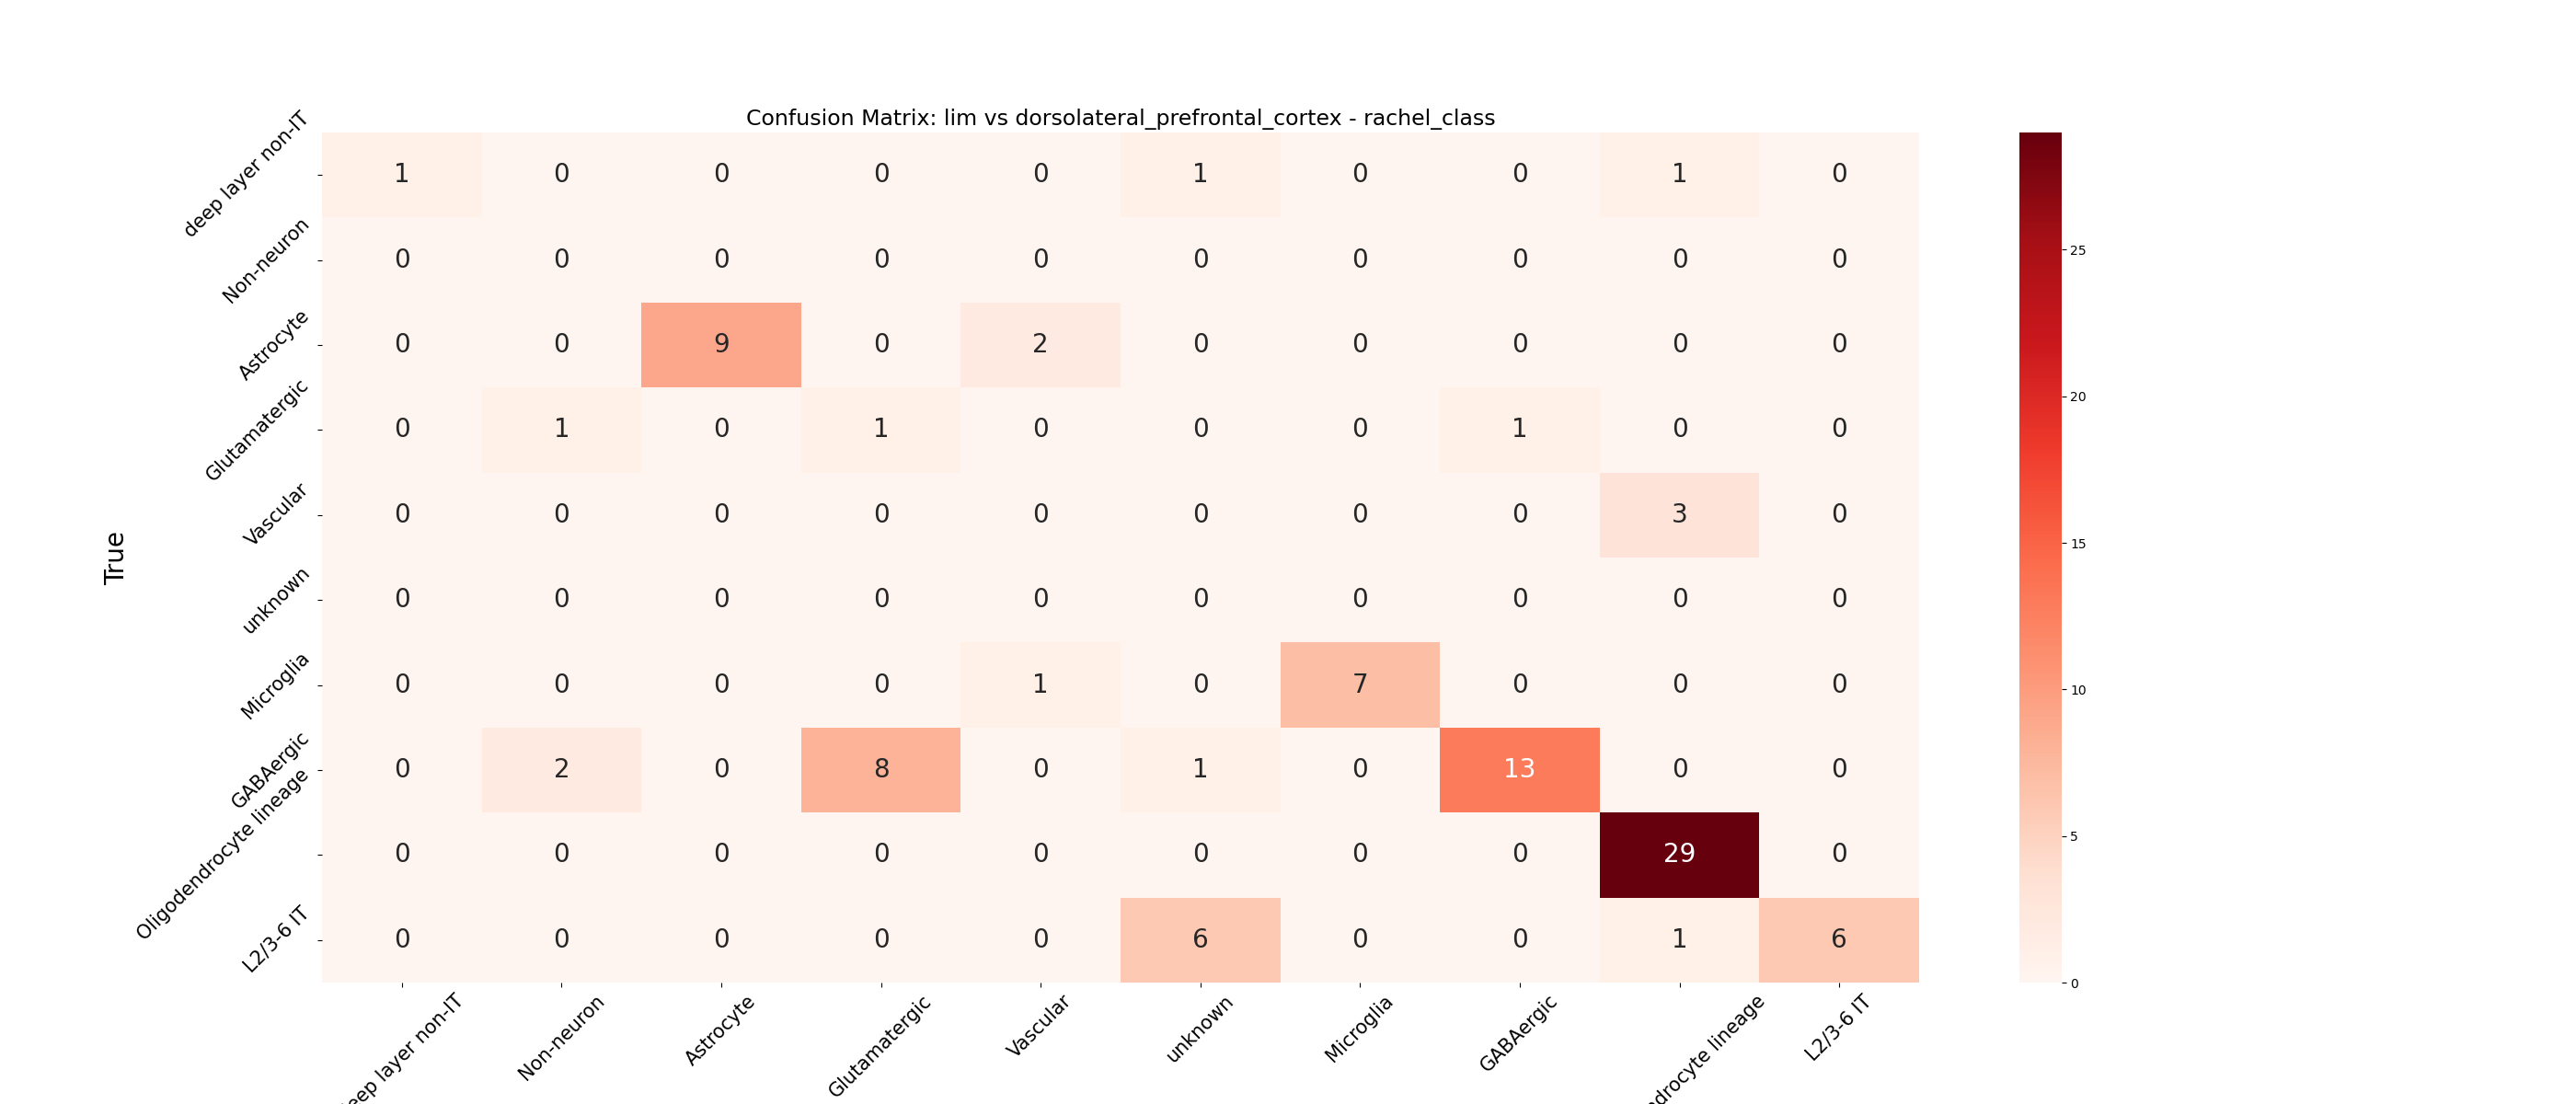 Confusion Matrix: lim vs dorsolateral_prefrontal_cortex - rachel_class
True
deep layer non-IT 1 0 0 0 0 1 0 0 1 0
Non-neuron 0 0 0 0 0 0 0 0 0 0
Astrocyte 0 0 9 0 2 0 0 0 0 0
Glutamatergic 0 1 0 1 0 0 0 1 0 0
Vascular 0 0 0 0 0 0 0 0 3 0
unknown 0 0 0 0 0 0 0 0 0 0
Microglia 0 0 0 0 1 0 7 0 0 0
GABAergic 0 2 0 8 0 1 0 13 0 0
Oligodendrocyte lineage 0 0 0 0 0 0 0 0 29 0
L2/3-6 IT 0 0 0 0 0 6 0 0 1 6
layer non-IT
Non-neuron
Astrocyte
Glutamatergic
Vascular
unknown
Microglia
GABAergic
lineage
L2/3-6 IT
25
20
15
10
5
0